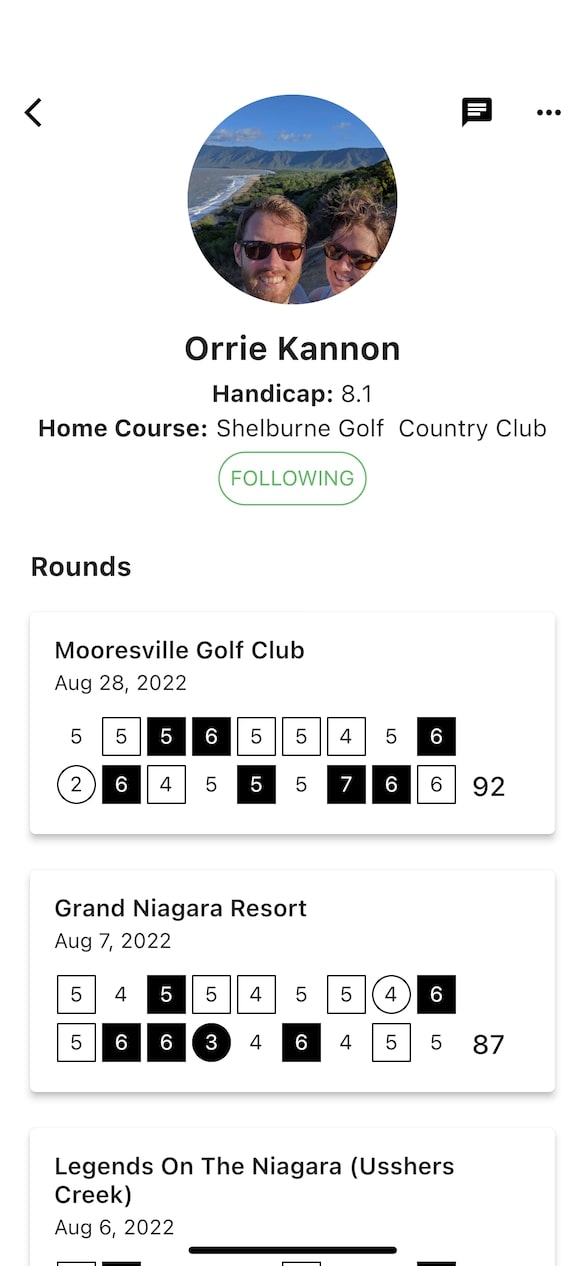 Orrie Kannon
Handicap: 8.1
Home Course: Shelburne Golf  Country Club
FOLLOWING
Rounds
Mooresville Golf Club
Aug 28, 2022
5 5 5 6 5 5 4 5 6
2 6 4 5 5 5 7 6 6 92
Grand Niagara Resort
Aug 7, 2022
5 4 5 5 4 5 5 4 6
5 6 6 3 4 6 4 5 5 87
Legends On The Niagara (Usshers
Creek)
Aug 6, 2022